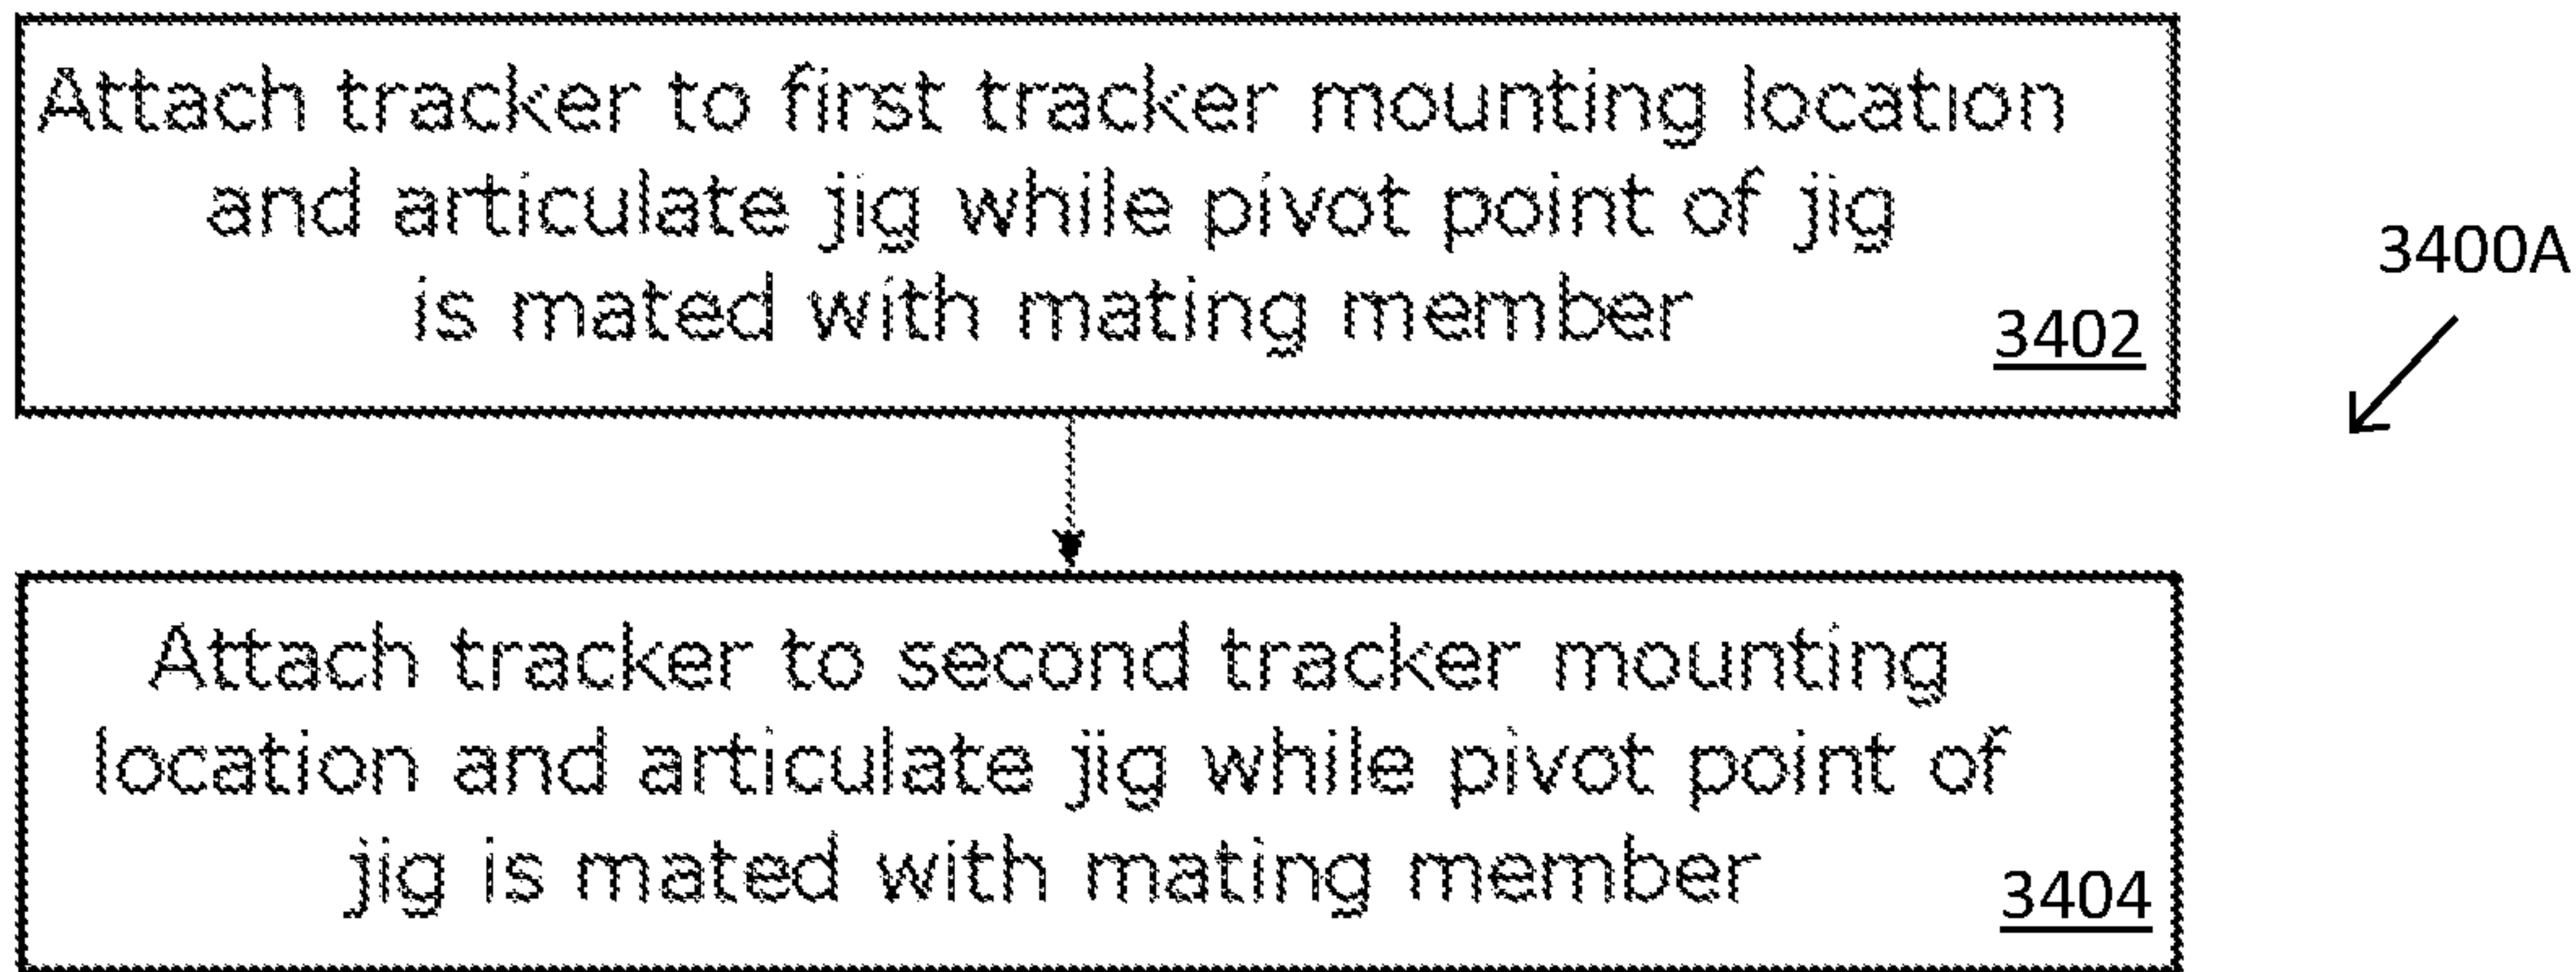 Attach tracker to first tracker mounting location
and articulate jig while pivot point of jig
is mated with mating member
3402
3400A
Attach tracker to second tracker mounting
location and articulate jig while pivot point of
jig is mated with mating member
3404